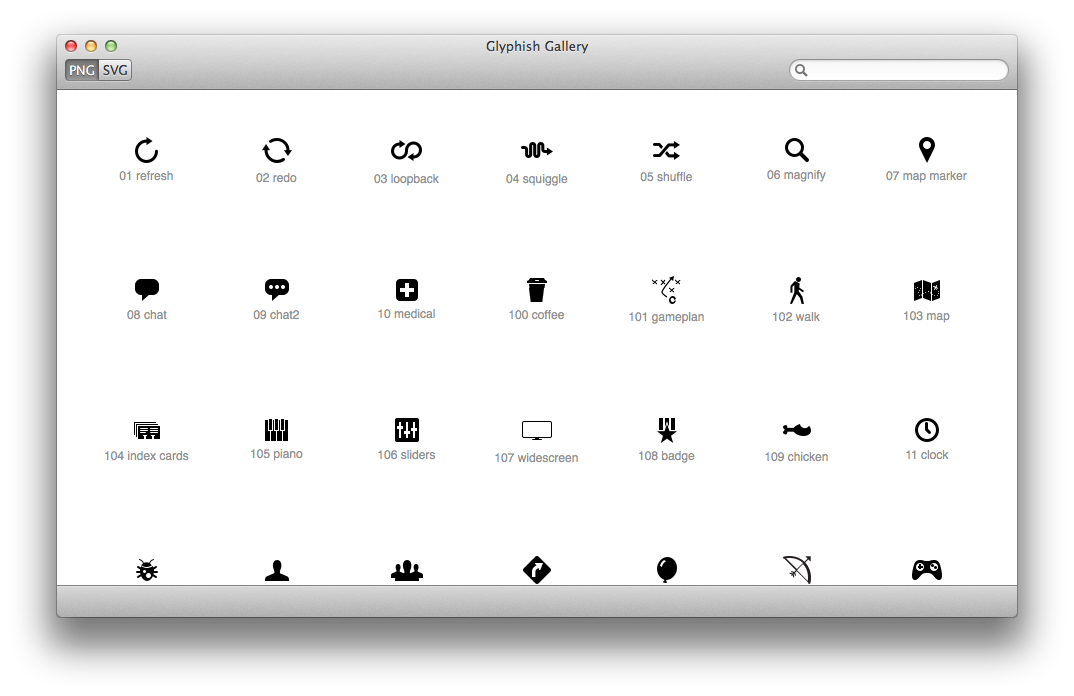 Glyphish Gallery
PNG SVG
01 refresh 02 redo 03 loopback 04 squiggle 05 shuffle 06 magnify 07 map marker
08 chat 09 chat2 10 medical 100 coffee 101 gameplan 102 walk 103 map
104 index cards 105 piano 106 sliders 107 widescreen 108 badge 109 chicken 11 clock